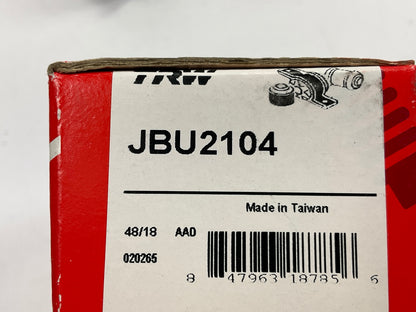 TRW
JBU2104
Made in Taiwan
48/18 AAD
020265
8 47963 18785 6